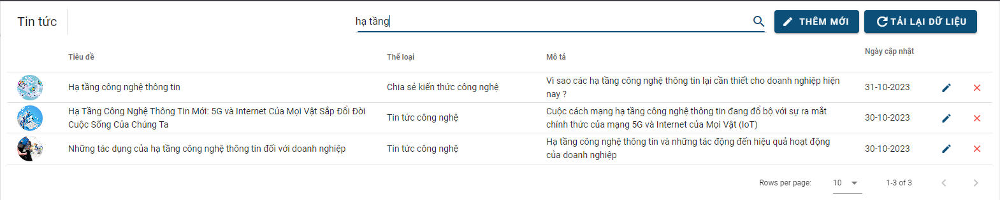 Tin tức
hạ tầng
THÊM MỚI
TẢI LẠI DỮ LIỆU
Tiêu đề
Thể loại
Mô tả
Ngày cập nhật
Hạ tầng công nghệ thông tin
Chia sẻ kiến thức công nghệ
Vì sao các hạ tầng công nghệ thông tin lại cần thiết cho doanh nghiệp hiện
nay ?
31-10-2023
Hạ Tầng Công Nghệ Thông Tin Mới: 5G và Internet Của Mọi Vật Sắp Đổi Đời
Cuộc Sống Của Chúng Ta
Tin tức công nghệ
Cuộc cách mạng hạ tầng công nghệ thông tin đang đổ bộ với sự ra mắt
chính thức của mạng 5G và Internet của Mọi Vật (IoT)
30-10-2023
Những tác dụng của hạ tầng công nghệ thông tin đối với doanh nghiệp
Tin tức công nghệ
Hạ tầng công nghệ thông tin và những tác động đến hiệu quả hoạt động
của doanh nghiệp
30-10-2023
Rows per page:
10
1-3 of 3